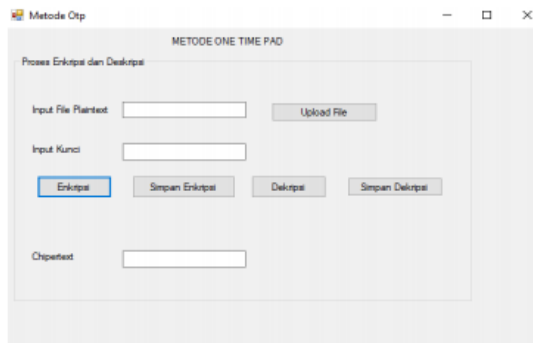 Metode Otp
METODE ONE TIME PAD
Proses Enkripsi dan Deskripsi
Input File Plaintext
Upload File
Input Kunci
Enkripsi Simpan Enkripsi Dekripsi Simpan Dekripsi
Chipertext